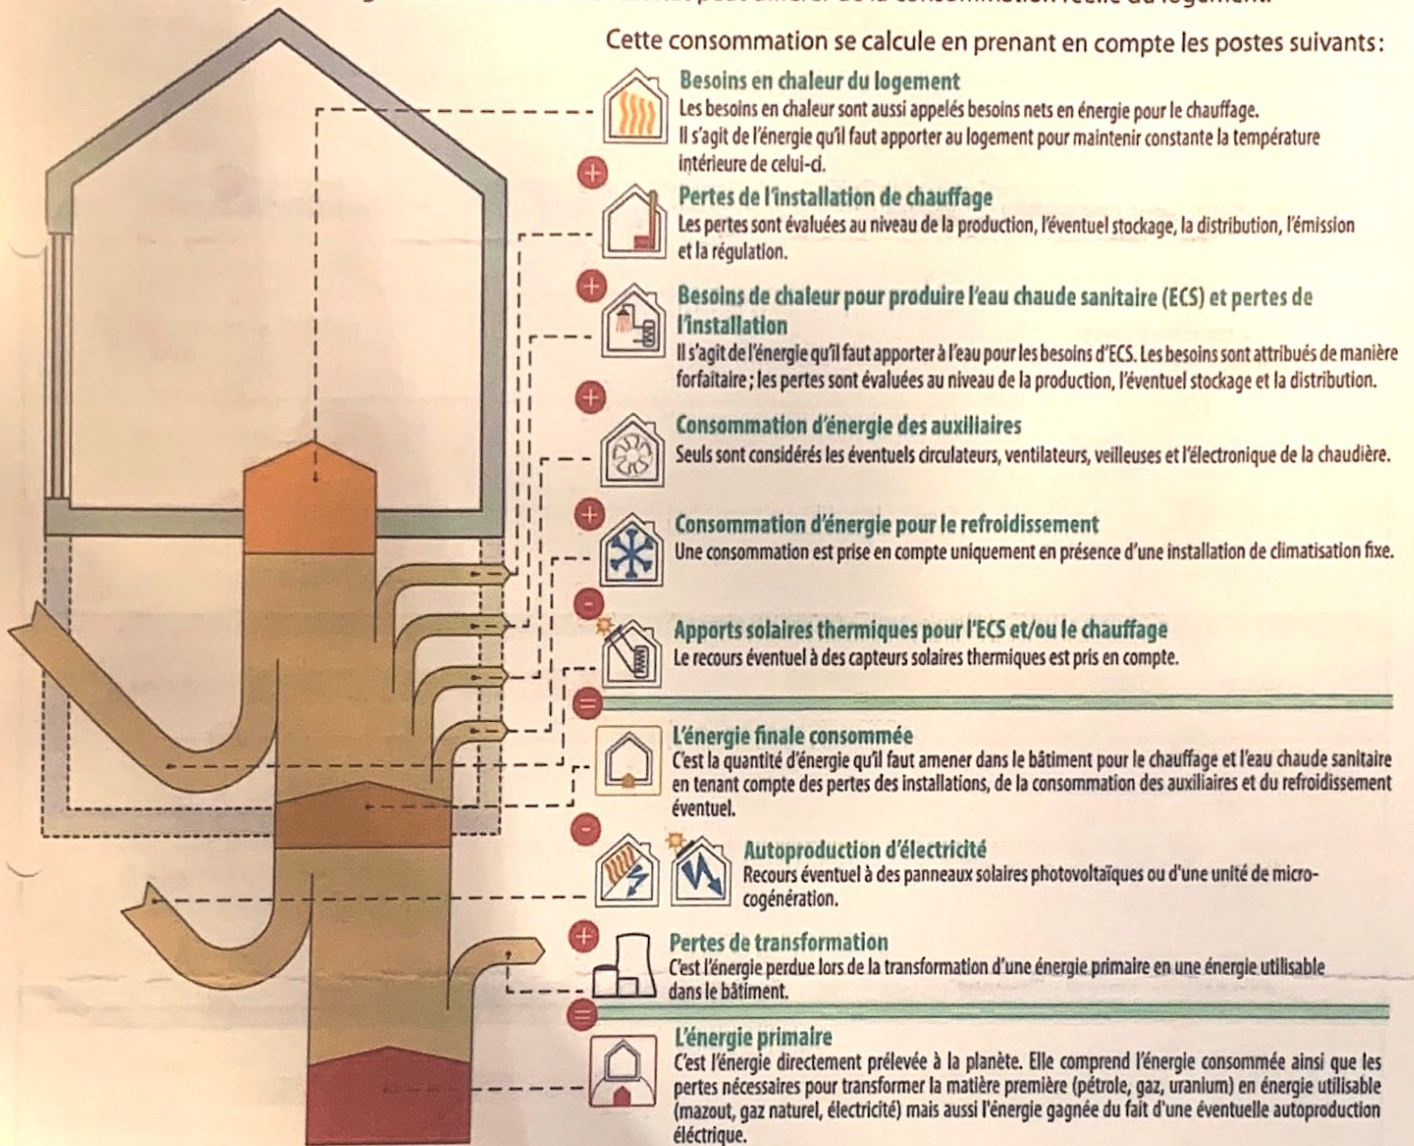 Cette consommation se calcule en prenant en compte les postes suivants :
Besoins en chaleur du logement
Les besoins en chaleur sont aussi appelés besoins nets en énergie pour le chauffage.
Il s'agit de l'énergie qu'il faut apporter au logement pour maintenir constante la température
intérieure de celui-ci.
+
Pertes de l'installation de chauffage
Les pertes sont évaluées au niveau de la production, l'éventuel stockage, la distribution, l'émission
et la régulation.
+
Besoins de chaleur pour produire l'eau chaude sanitaire (ECS) et pertes de
l'installation
Il s'agit de l'énergie qu'il faut apporter à l'eau pour les besoins d'ECS. Les besoins sont attribués de manière
forfaitaire ; les pertes sont évaluées au niveau de la production, l'éventuel stockage et la distribution.
+
Consommation d'énergie des auxiliaires
Seuls sont considérés les éventuels circulateurs, ventilateurs, veilleuses et l'électronique de la chaudière.
+
Consommation d'énergie pour le refroidissement
Une consommation est prise en compte uniquement en présence d'une installation de climatisation fixe.
-
Apports solaires thermiques pour l'ECS et/ou le chauffage
Le recours éventuel à des capteurs solaires thermiques est pris en compte.
=
L'énergie finale consommée
C'est la quantité d'énergie qu'il faut amener dans le bâtiment pour le chauffage et l'eau chaude sanitaire
en tenant compte des pertes des installations, de la consommation des auxiliaires et du refroidissement
éventuel.
-
Autoproduction d'électricité
Recours éventuel à des panneaux solaires photovoltaïques ou d'une unité de micro-
cogénération.
+
Pertes de transformation
C'est l'énergie perdue lors de la transformation d'une énergie primaire en une énergie utilisable
dans le bâtiment.
=
L'énergie primaire
C'est l'énergie directement prélevée à la planète. Elle comprend l'énergie consommée ainsi que les
pertes nécessaires pour transformer la matière première (pétrole, gaz, uranium) en énergie utilisable
(mazout, gaz naturel, électricité) mais aussi l'énergie gagnée du fait d'une éventuelle autoproduction
éléctrique.